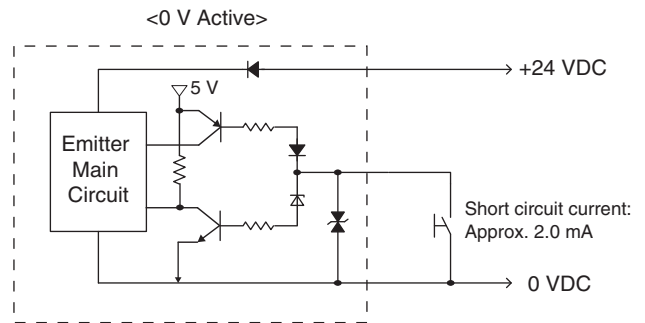 <0 V Active>
+24 VDC
5 V
Emitter
Main
Circuit
Short circuit current:
Approx. 2.0 mA
0 VDC